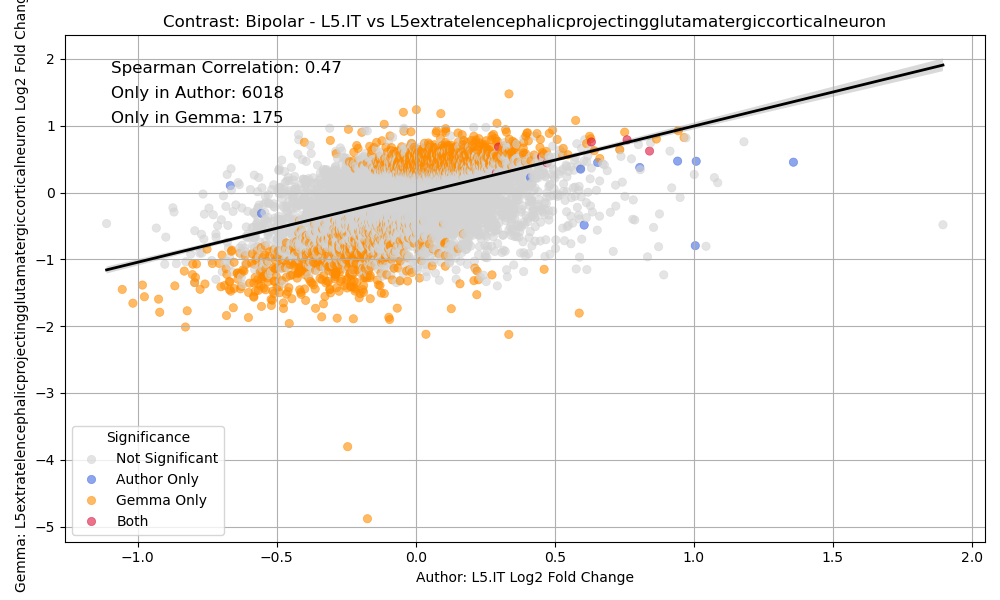 Contrast: Bipolar - L5.IT vs L5extratelencephalicprojectingglutamatergiccorticalneuron
Gemma: L5extratelencephalicprojectingglutamatergiccorticalneuron Log2 Fold Chang
2
1
0
−1
−2
−3
−4
−5
Spearman Correlation: 0.47
Only in Author: 6018
Only in Gemma: 175
Significance
Not Significant
Author Only
Gemma Only
Both
−1.0
−0.5
0.0
0.5
1.0
1.5
2.0
Author: L5.IT Log2 Fold Change